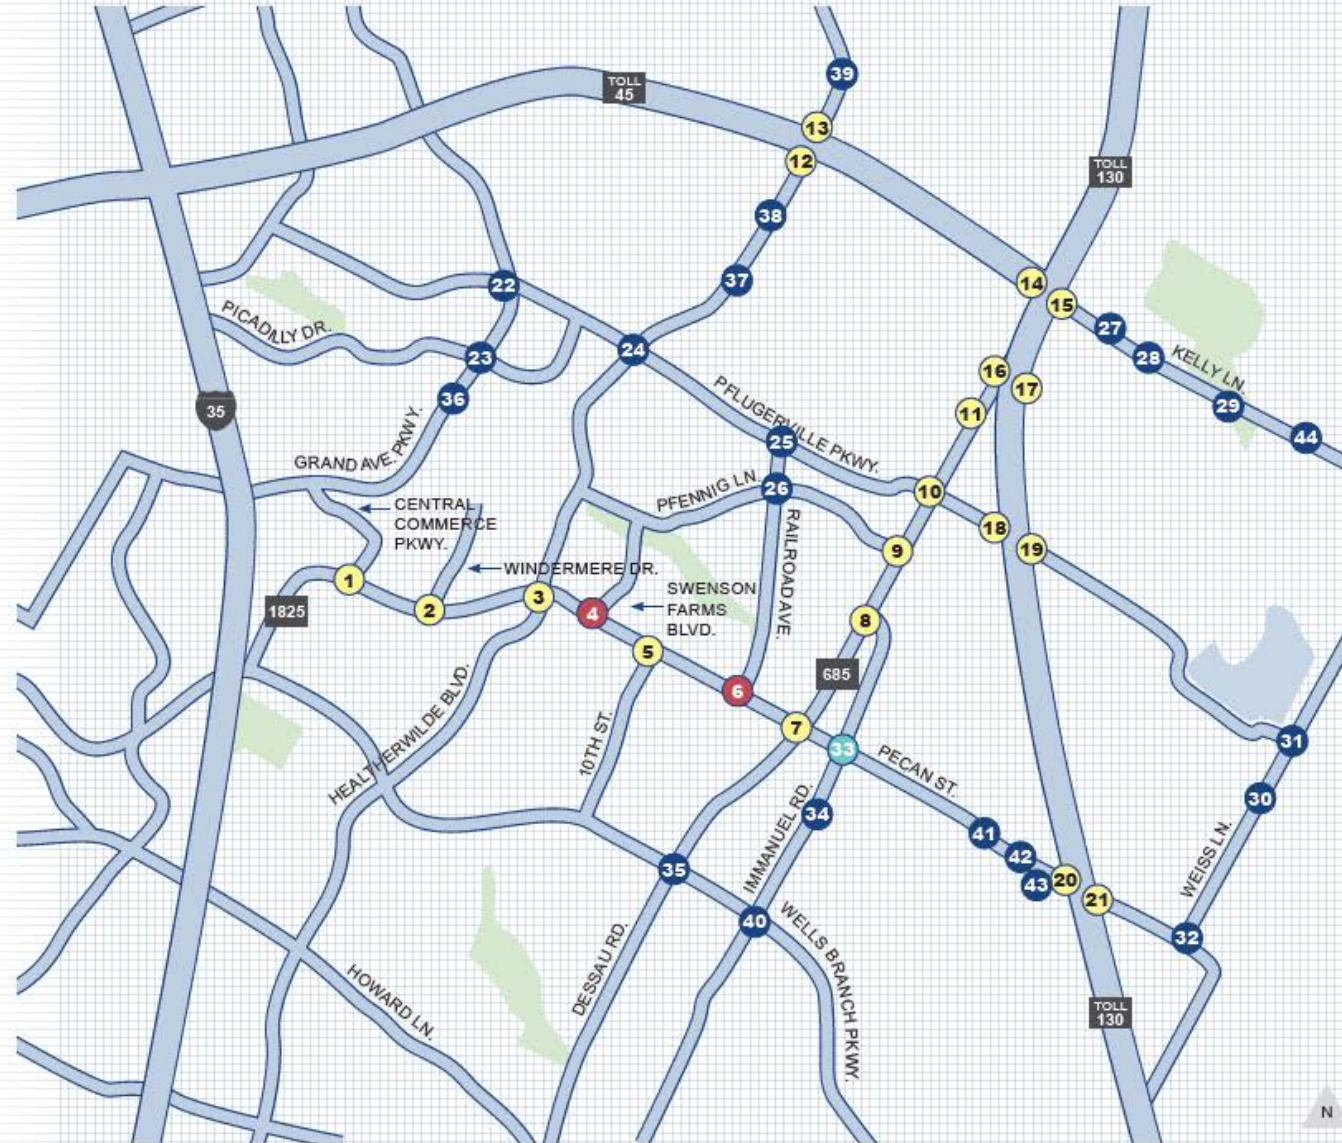 39
TOLL
45
13
12
TOLL
130
38
37
22
14
15
27
28
KELLY LN.
29
44
PICADILLY DR.
23
24
36
16
17
11
35
PFLUGERVILLE PKWY.
25
GRAND AVE. PKWY.
CENTRAL
COMMERCE
PKWY.
PFENNIG LN.
26
10
18
19
RAILROAD AVE.
9
WINDERMERE DR.
1
2
3
4
SWENSON
FARMS
BLVD.
1825
5
8
685
6
7
33
PECAN ST.
31
30
HEALTHERWILDE BLVD.
10TH ST.
IMMANUEL RD.
34
41
42
43
20
21
WEISS LN.
32
35
40
WELLS BRANCH PKWY.
DESSAU RD.
HOWARD LN.
TOLL
130
N